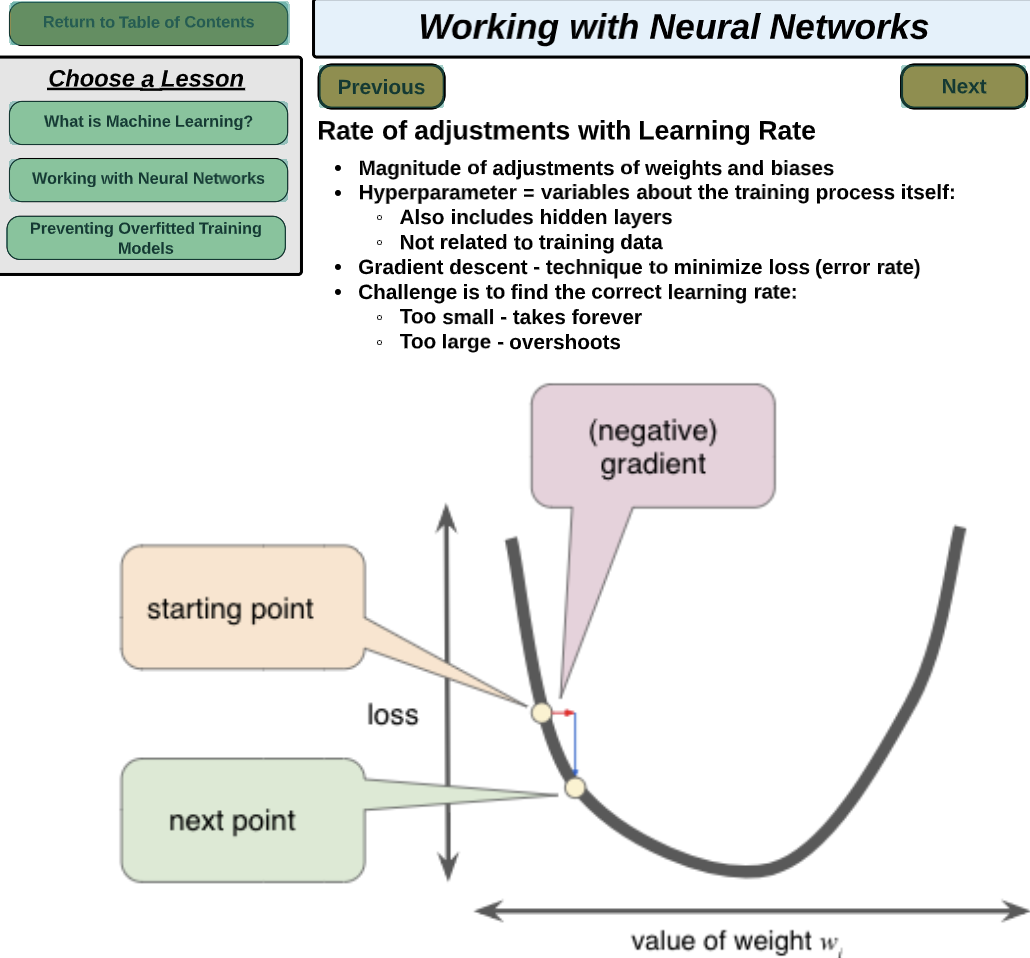 Return to Table of Contents
Working with Neural Networks
Choose a Lesson
What is Machine Learning?
Working with Neural Networks
Preventing Overfitted Training
Models
Previous
Next
Rate of adjustments with Learning Rate
• Magnitude of adjustments of weights and biases
• Hyperparameter = variables about the training process itself:
◦ Also includes hidden layers
◦ Not related to training data
• Gradient descent - technique to minimize loss (error rate)
• Challenge is to find the correct learning rate:
◦ Too small - takes forever
◦ Too large - overshoots
(negative)
gradient
starting point
loss
next point
value of weight w_i